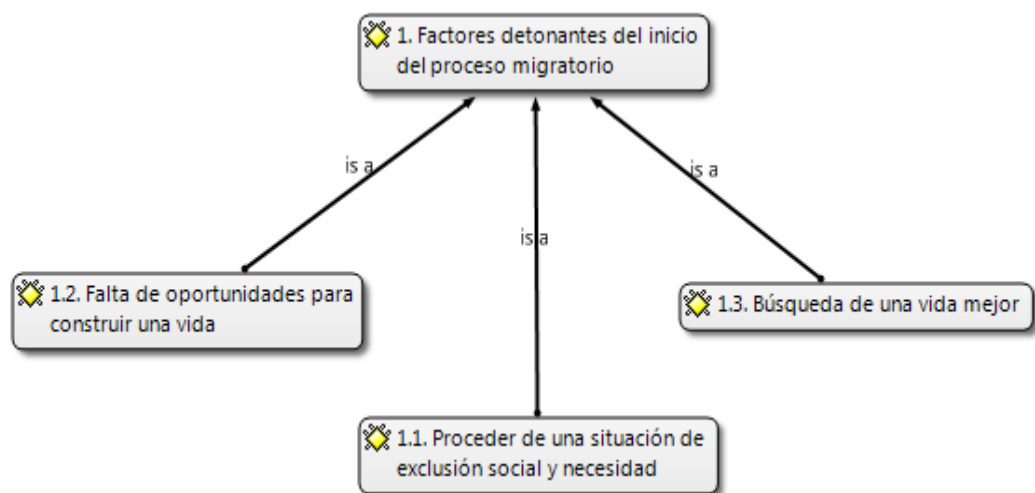 1. Factores detonantes del inicio
del proceso migratorio
is a
is a
is a
1.2. Falta de oportunidades para
construir una vida
1.3. Búsqueda de una vida mejor
1.1. Proceder de una situación de
exclusión social y necesidad